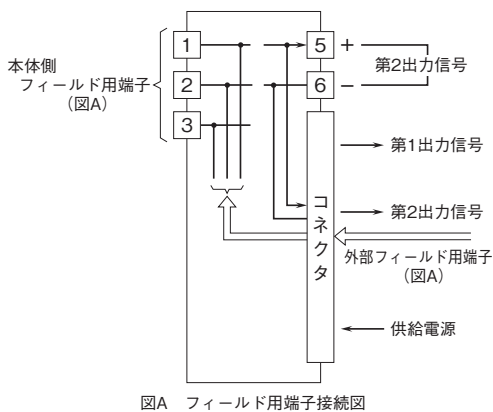 1
2
3
本体側
フィールド用端子
(図A)
5
+
6
−
第2出力信号
コネクタ
第1出力信号
第2出力信号
外部フィールド用端子
(図A)
供給電源
図A フィールド用端子接続図